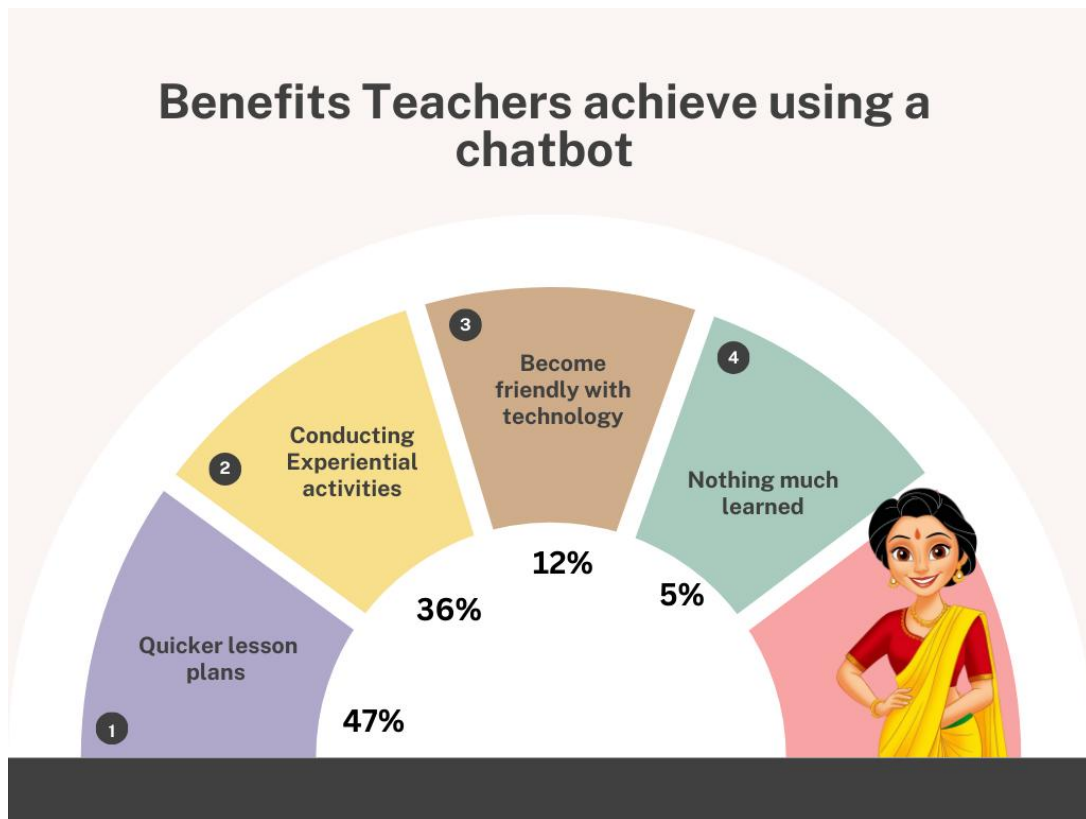 Benefits Teachers achieve using a
chatbot
1
Quicker lesson
plans
47%
2
Conducting
Experiential
activities
36%
3
Become
friendly with
technology
12%
4
Nothing much
learned
5%